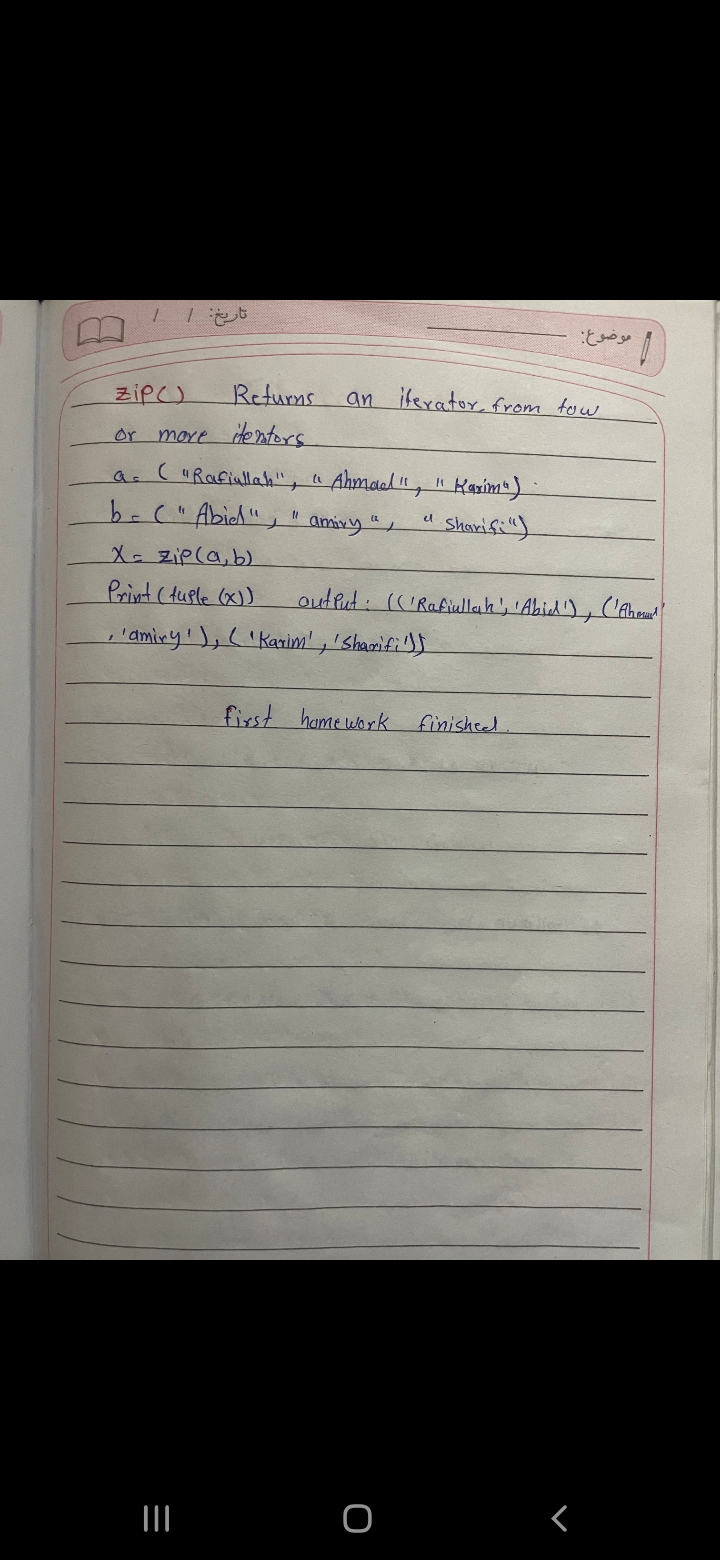 تاریخ: / /
موضوع:
zip() Returns an iterator from tow
or more itentors
a = ("Rafiullah", "Ahmad", "Karim")
b = ("Abid", "amiry", "Sharifi")
X = zip(a,b)
Print(tuple (x)) output: (('Rafiullah', 'Abid'), ('Ahmad'
, 'amiry'), ('Karim', 'Sharifi'))
first homework finished.